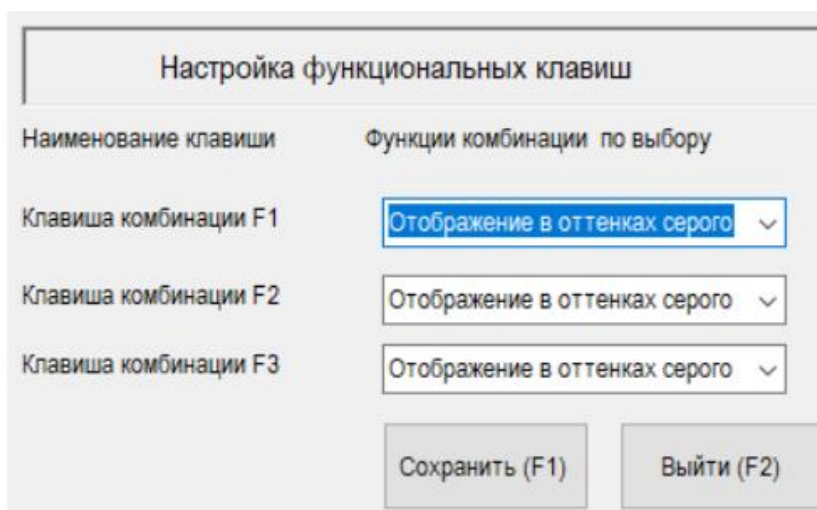 Настройка функциональных клавиш
Наименование клавиши Функции комбинации по выбору
Клавиша комбинации F1 Отображение в оттенках серого
Клавиша комбинации F2 Отображение в оттенках серого
Клавиша комбинации F3 Отображение в оттенках серого
Сохранить (F1) Выйти (F2)